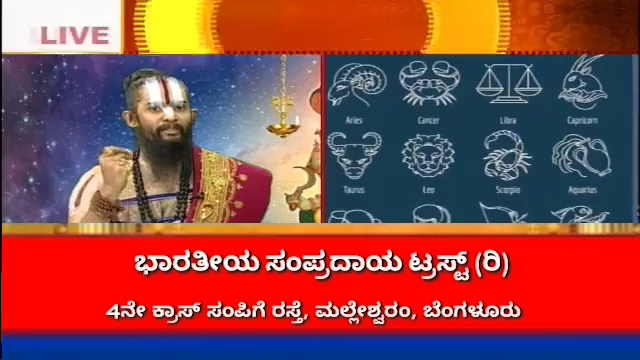 LIVE
Aries Cancer Libra Capricorn
Taurus Leo Scorpio Aquarius
ಭಾರತೀಯ ಸಂಪ್ರದಾಯ ಟ್ರಸ್ಟ್ (ರಿ)
4ನೇ ಕ್ರಾಸ್ ಸಂಪಿಗೆ ರಸ್ತೆ, ಮಲ್ಲೇಶ್ವರಂ, ಬೆಂಗಳೂರು